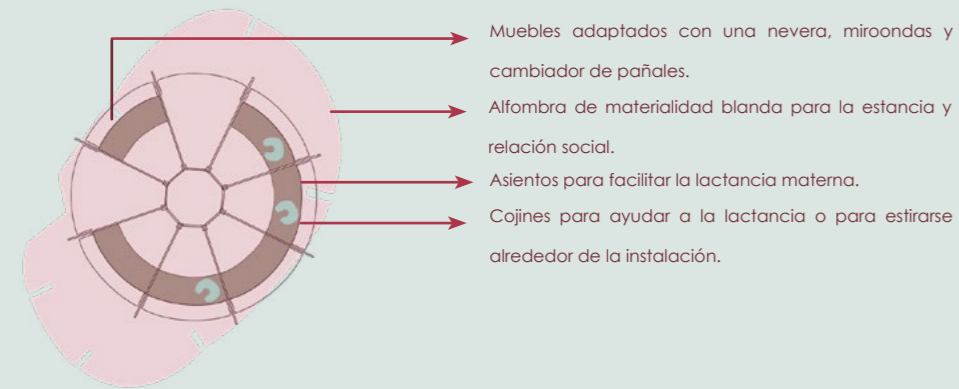 Muebles adaptados con una nevera, miroondas y
cambiador de pañales.
Alfombra de materialidad blanda para la estancia y
relación social.
Asientos para facilitar la lactancia materna.
Cojines para ayudar a la lactancia o para estirarse
alrededor de la instalación.